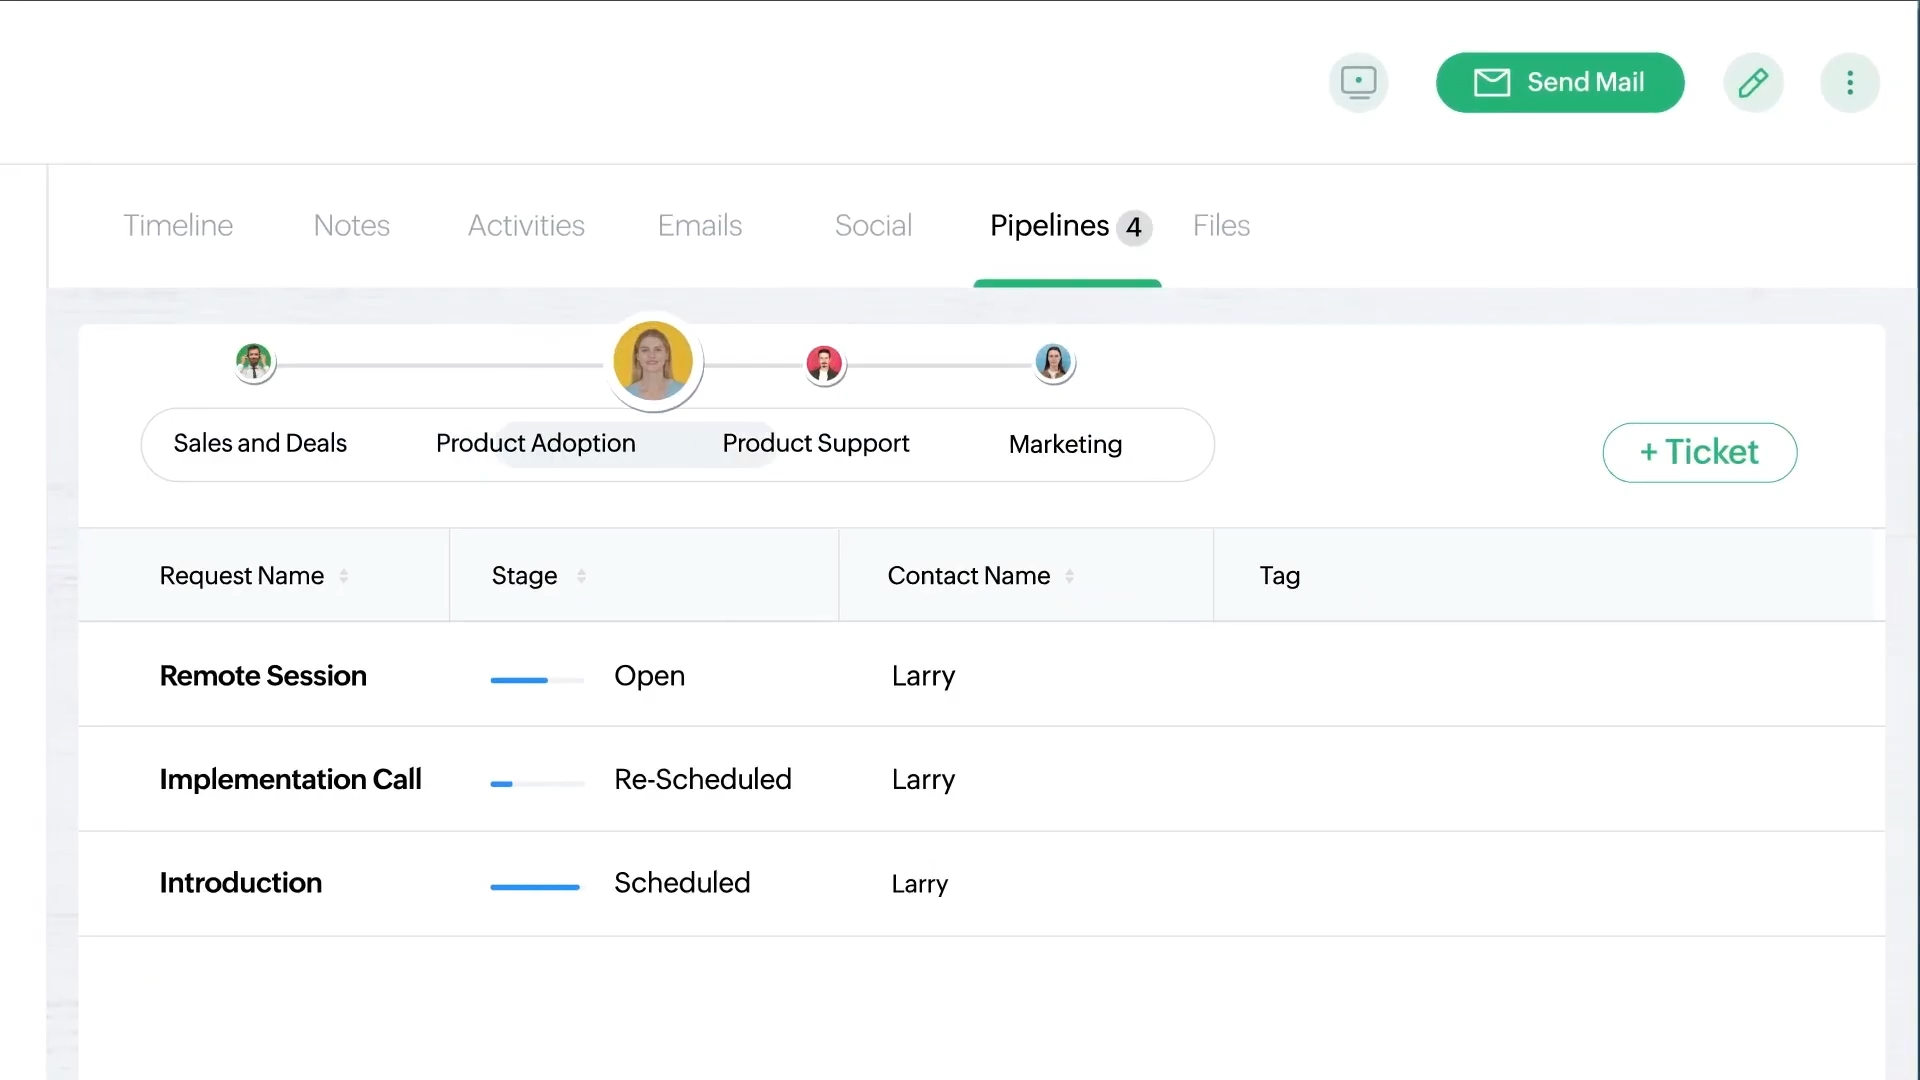 Send Mail
Timeline Notes Activities Emails Social Pipelines 4 Files
Sales and Deals Product Adoption Product Support Marketing
+ Ticket
Request Name Stage Contact Name Tag
Remote Session Open Larry
Implementation Call Re-Scheduled Larry
Introduction Scheduled Larry